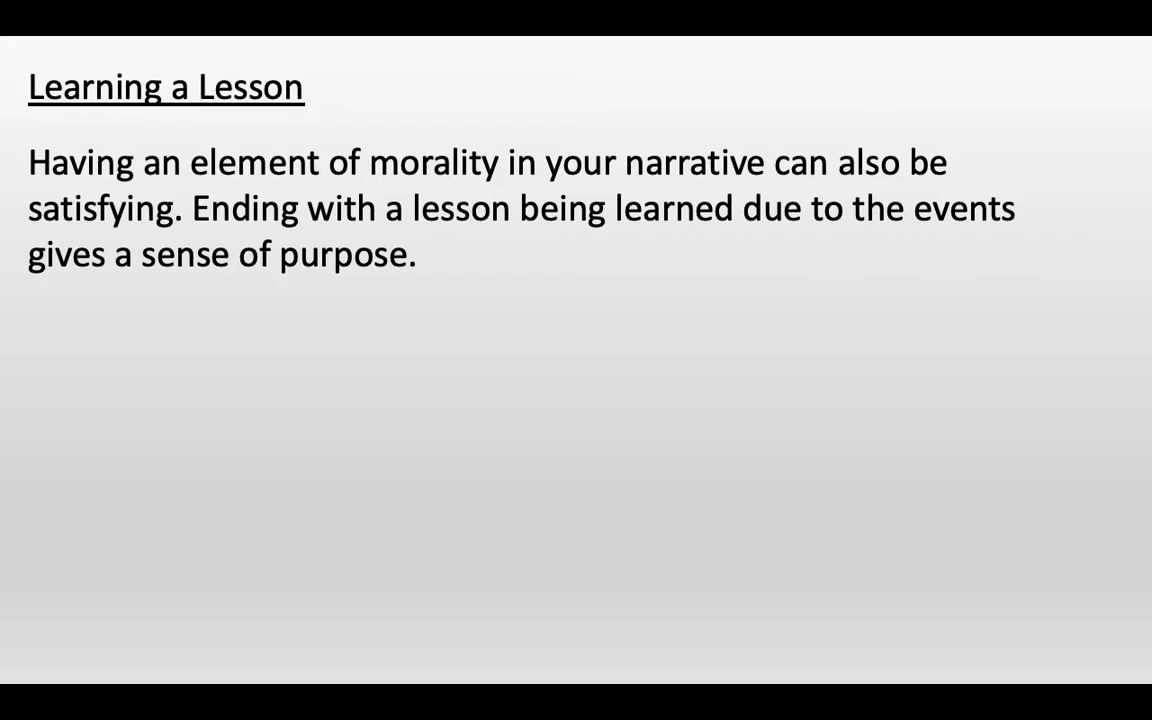 Learning a Lesson
Having an element of morality in your narrative can also be
satisfying. Ending with a lesson being learned due to the events
gives a sense of purpose.